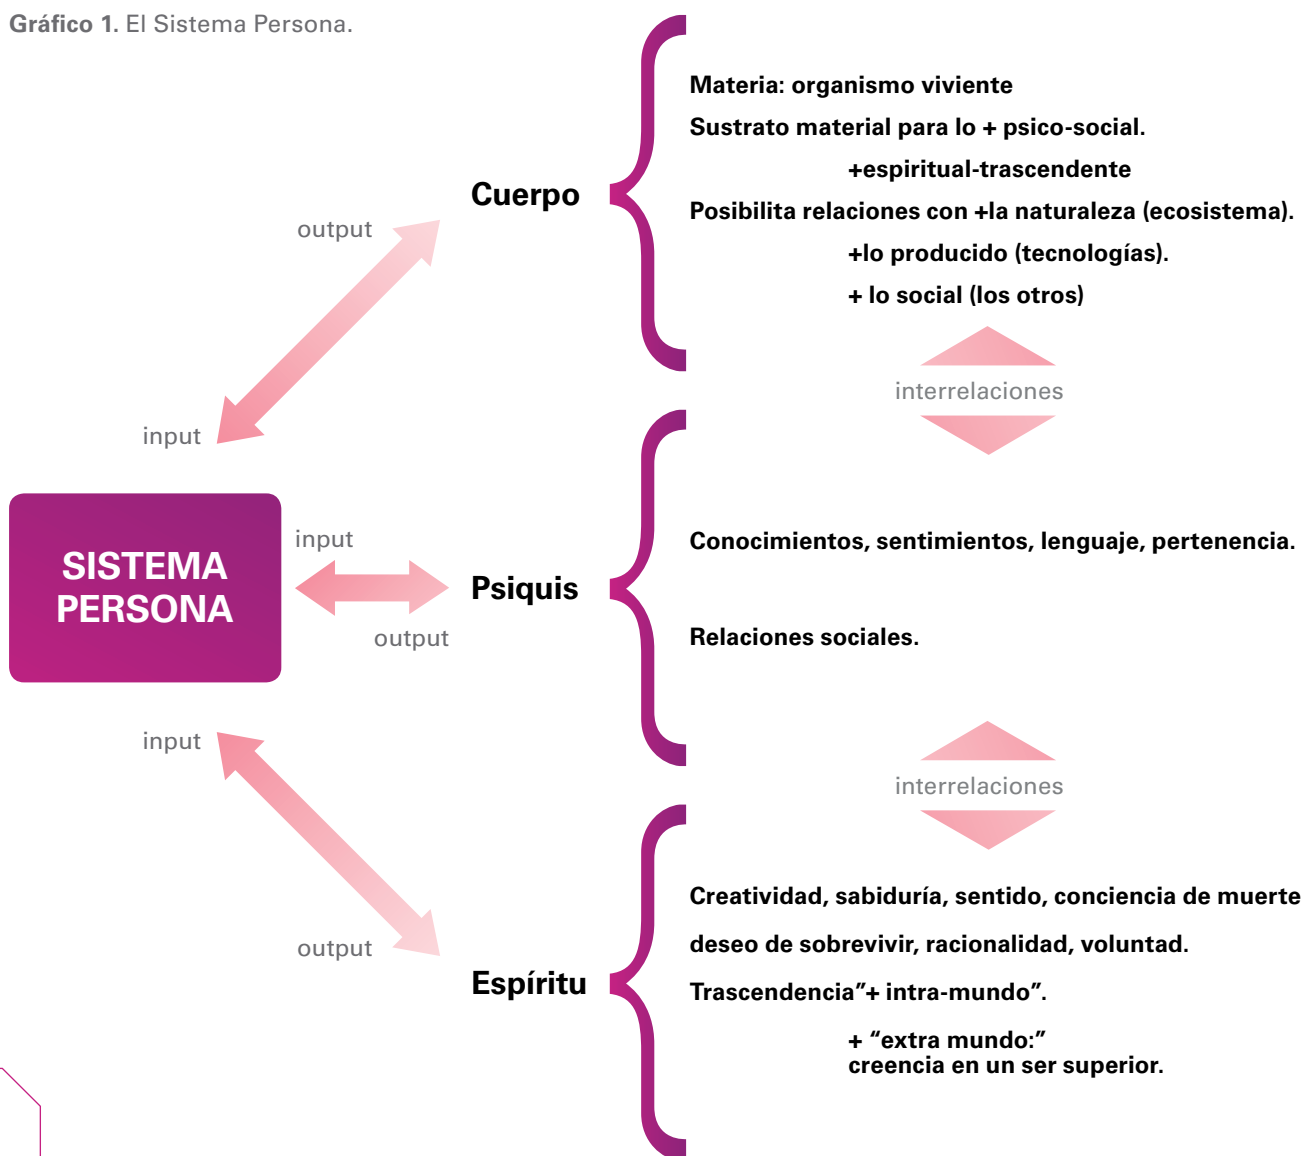 Gráfico 1. El Sistema Persona.
Materia: organismo viviente
Sustrato material para lo + psico-social.
+espiritual-trascendente
Cuerpo
Posibilita relaciones con +la naturaleza (ecosistema).
output
+lo producido (tecnologías).
+ lo social (los otros)
interrelaciones
input
SISTEMA
PERSONA
input
Conocimientos, sentimientos, lenguaje, pertenencia.
Psiquis
output
Relaciones sociales.
input
interrelaciones
Creatividad, sabiduría, sentido, conciencia de muerte
output
deseo de sobrevivir, racionalidad, voluntad.
Espíritu
Trascendencia”+ intra-mundo”.
+ “extra mundo:”
creencia en un ser superior.